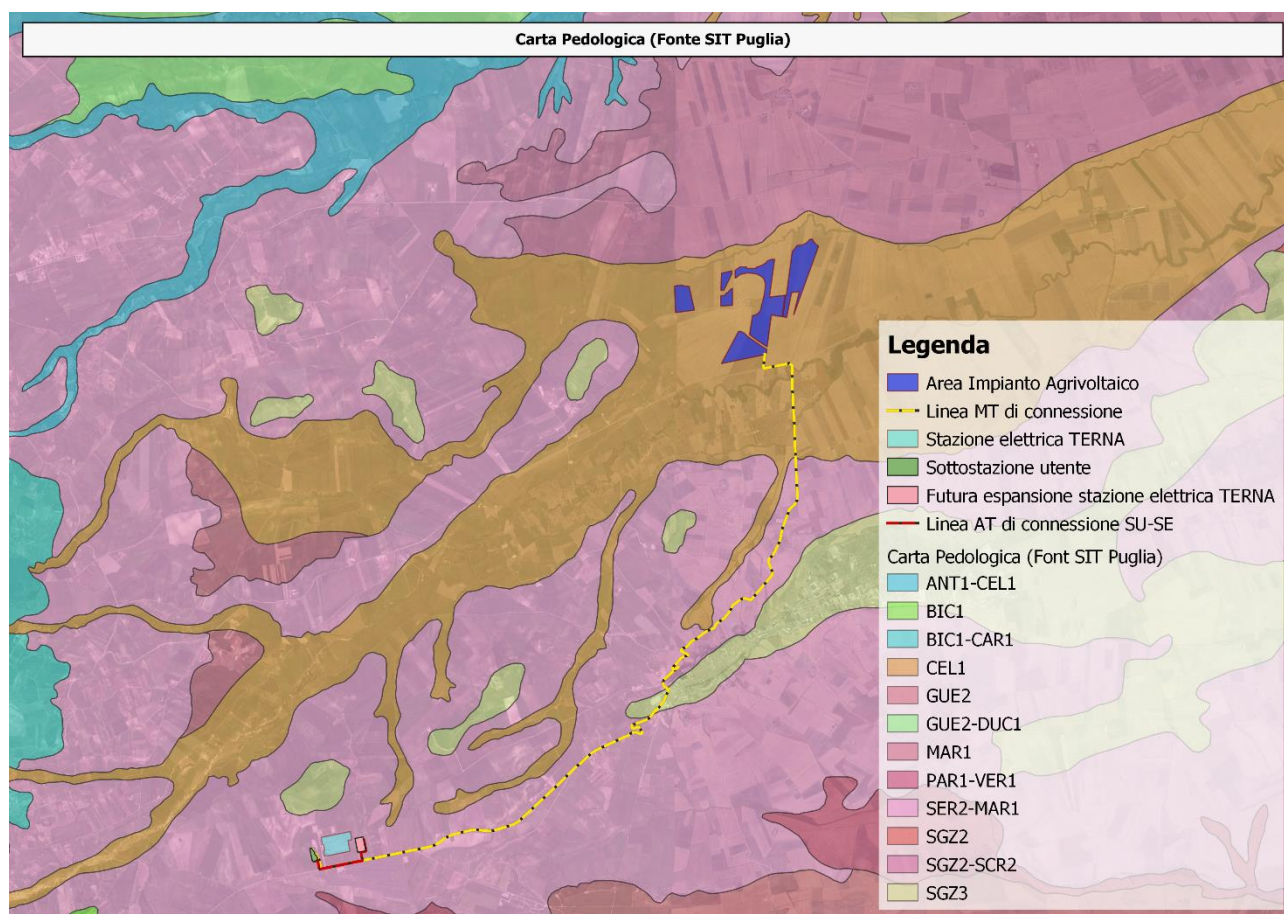 Carta Pedologica (Fonte SIT Puglia)
Legenda
Area Impianto Agrivoltaico
Linea MT di connessione
Stazione elettrica TERNA
Sottostazione utente
Futura espansione stazione elettrica TERNA
Linea AT di connessione SU-SE
Carta Pedologica (Font SIT Puglia)
ANT1-CEL1
BIC1
BIC1-CAR1
CEL1
GUE2
GUE2-DUC1
MAR1
PAR1-VER1
SER2-MAR1
SGZ2
SGZ2-SCR2
SGZ3